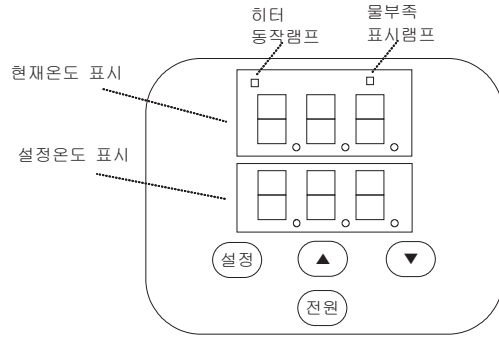 히터
동작램프
물부족
표시램프
현재온도 표시
설정온도 표시
설정
▲
▼
전원